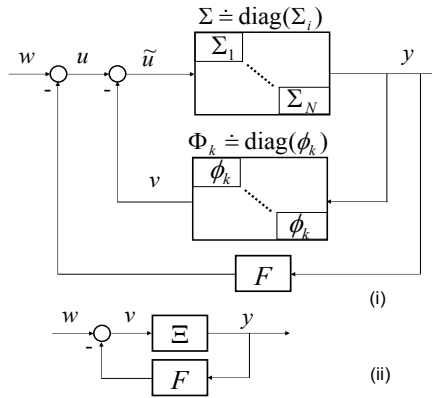 Σ ≐ diag(Σ_i)
w u ũ Σ_1 y
- -
Σ_N
Φ_k ≐ diag(ϕ_k)
ϕ_k
v
ϕ_k
F
(i)
w v Ξ y
-
F (ii)